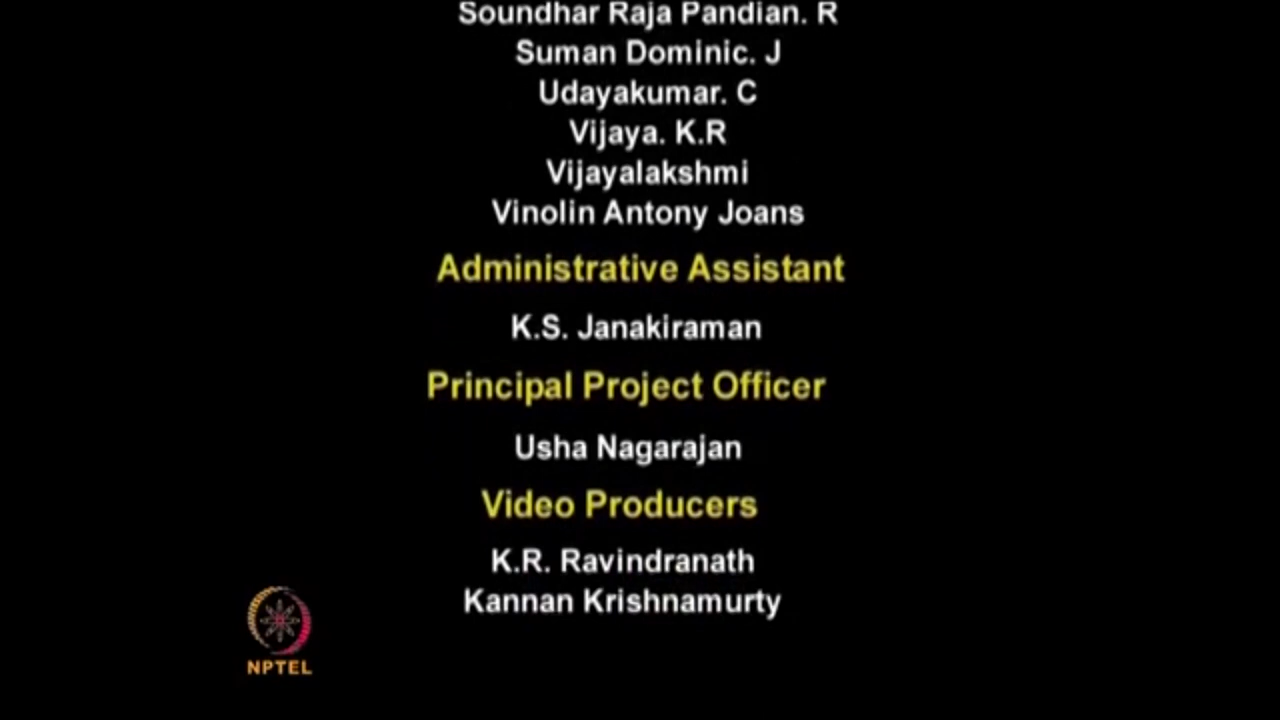 Soundhar Raja Pandian. R
Suman Dominic. J
Udayakumar. C
Vijaya. K.R
Vijayalakshmi
Vinolin Antony Joans
Administrative Assistant
K.S. Janakiraman
Principal Project Officer
Usha Nagarajan
Video Producers
K.R. Ravindranath
Kannan Krishnamurty
NPTEL